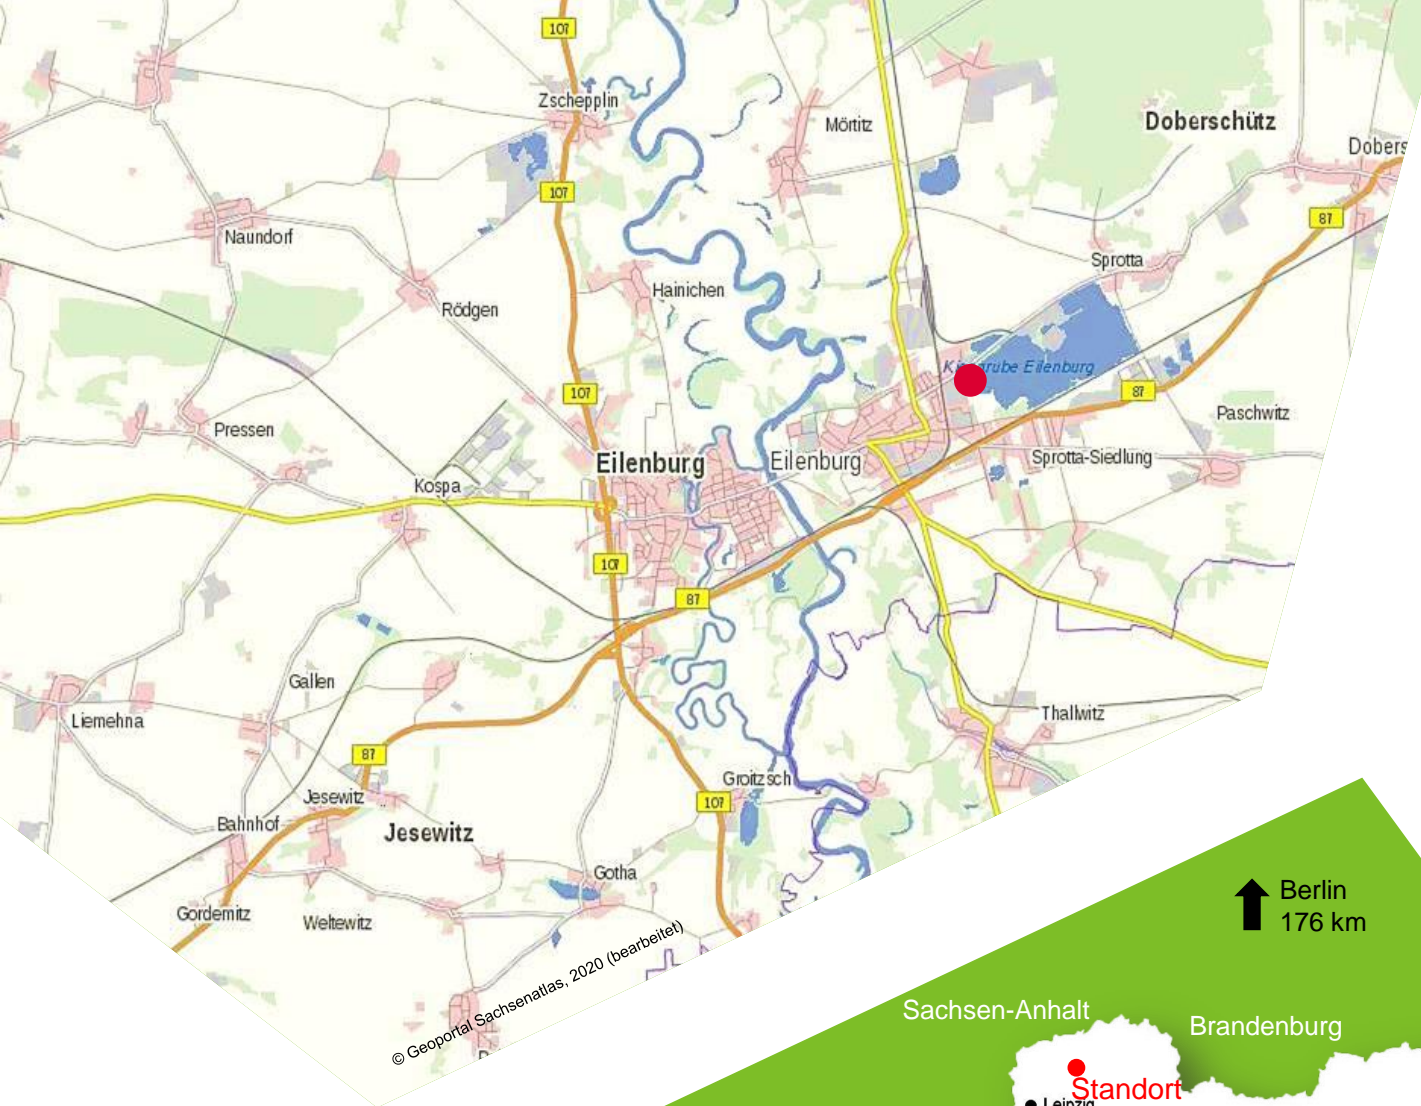 107
Zschepplin
Mörtitz
Doberschütz
Dobers
107
87
Naundorf
Sprotta
Hainichen
Rödgen
Kiesgrube Eilenburg
107
87
Paschwitz
Pressen
Eilenburg
Eilenburg
Sprotta-Siedlung
Kospa
107
87
Gallen
Liemehna
Thallwitz
87
Groitzsch
Jesewitz
107
Bahnhof
Jesewitz
Gotha
Gordemitz
Weltewitz
© Geoportal Sachsenatlas, 2020 (bearbeitet)
Berlin
176 km
Sachsen-Anhalt
Brandenburg
Standort
Leipzig